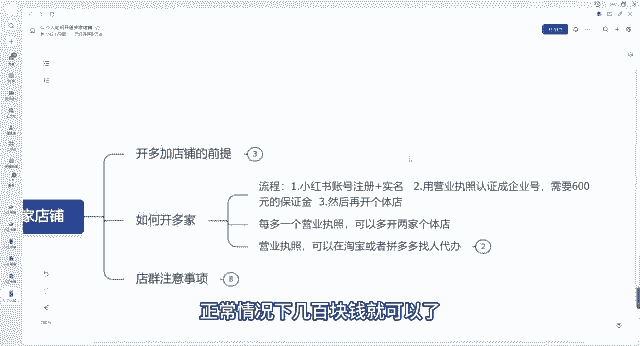 开多加店铺的前提
3
流程：1.小红书账号注册+实名 2.用营业执照认证成企业号，需要600
元的保证金 3.然后再开个体店
家店铺
如何开多家
每多一个营业执照，可以多开两家个体店
营业执照，可以在淘宝或者拼多多找人代办
2
店群注意事项
正常情况下几百块钱就可以了